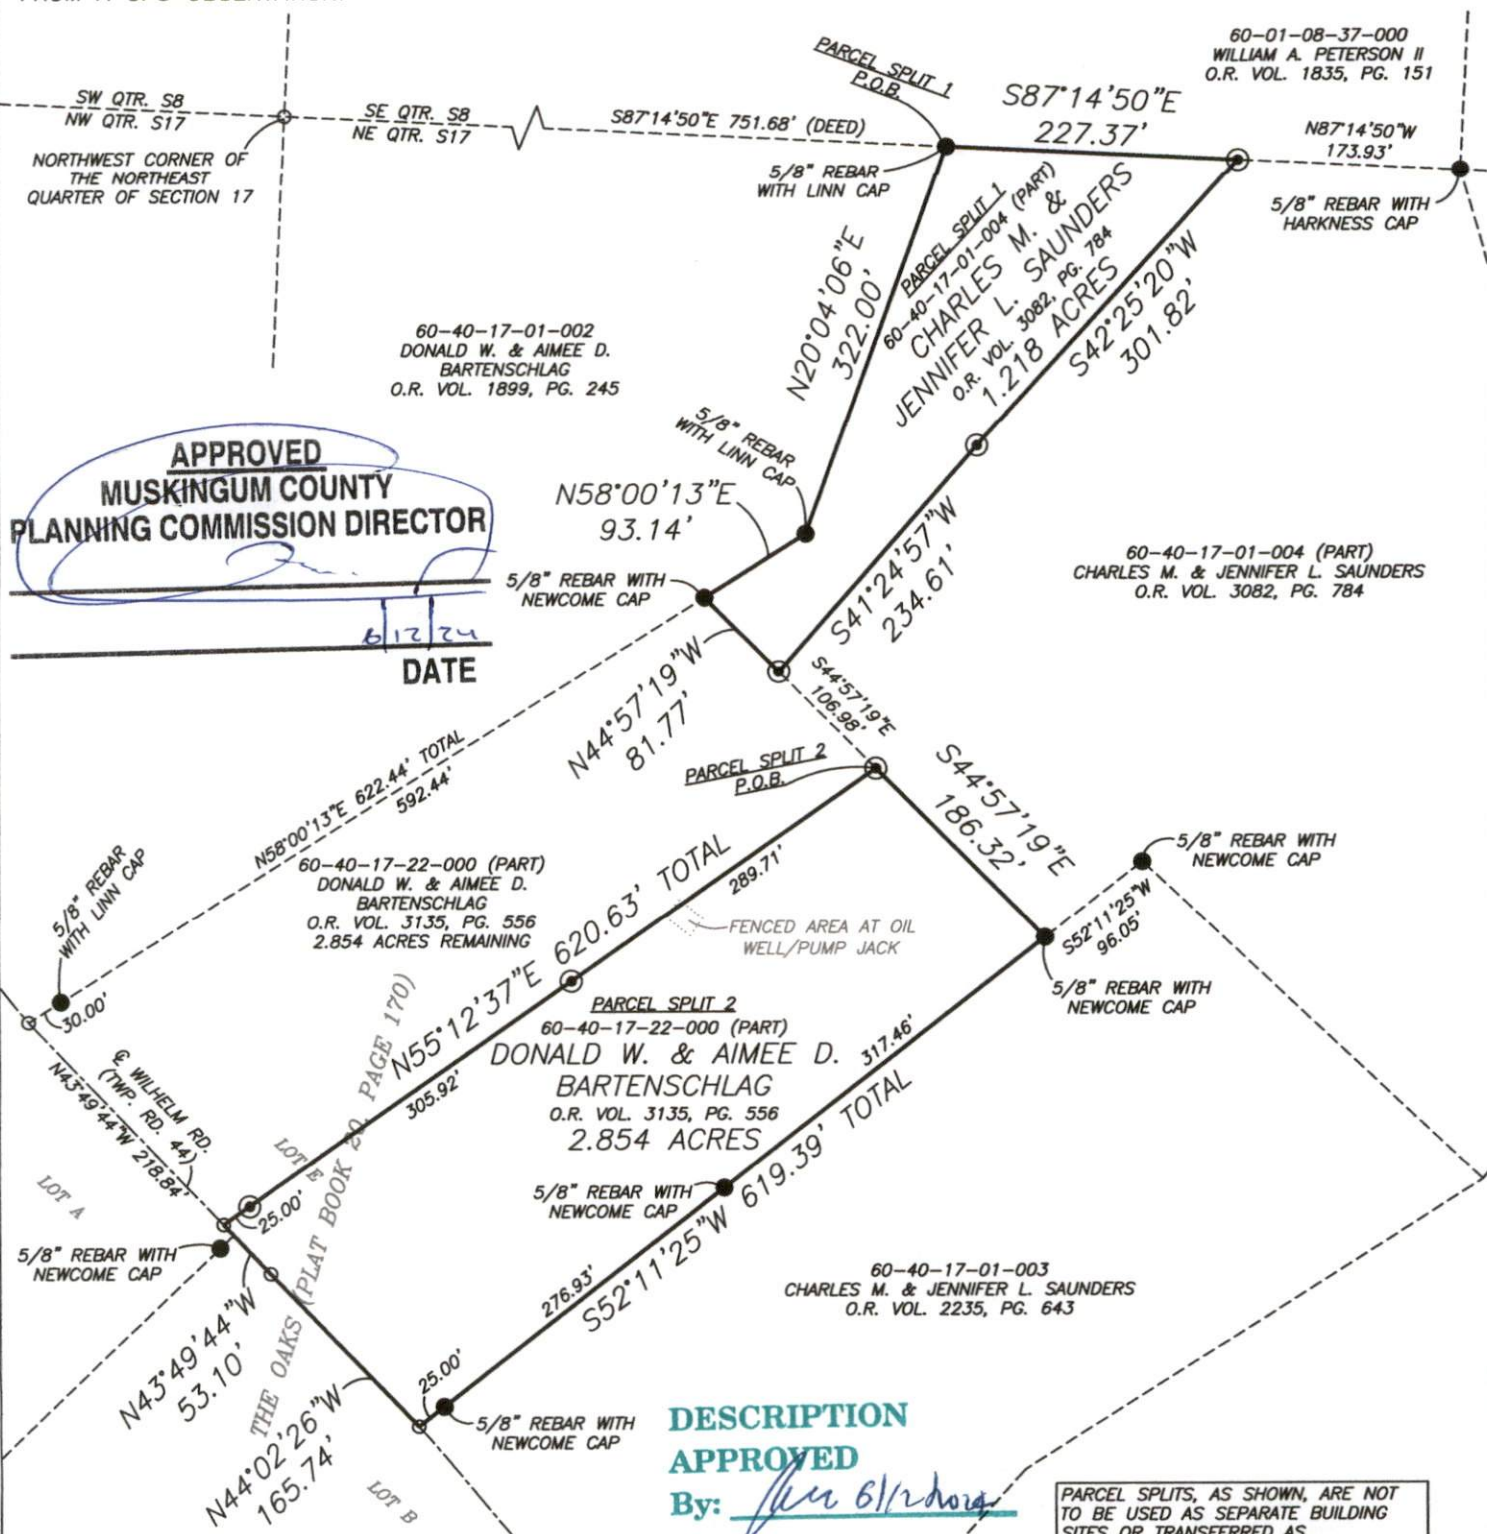 60-01-08-37-000
WILLIAM A. PETERSON II
O.R. VOL. 1835, PG. 151
PARCEL SPLIT 1
P.O.B.
S87°14'50"E
227.37'
SW QTR. S8
NW QTR. S17
SE QTR. S8
NE QTR. S17
S87°14'50"E 751.68' (DEED)
N87°14'50"W
173.93'
NORTHWEST CORNER OF
THE NORTHEAST
QUARTER OF SECTION 17
5/8" REBAR
WITH LINN CAP
5/8" REBAR WITH
HARKNESS CAP
PARCEL SPLIT 1
60-40-17-01-004 (PART)
CHARLES M. &
JENNIFER L. SAUNDERS
O.R. VOL. 3082, PG. 784
1.218 ACRES
N20°04'06"E
322.00'
S42°25'20"W
301.82'
60-40-17-01-002
DONALD W. & AIMEE D.
BARTENSCHLAG
O.R. VOL. 1899, PG. 245
5/8" REBAR
WITH LINN CAP
APPROVED
MUSKINGUM COUNTY
PLANNING COMMISSION DIRECTOR
6/12/24
DATE
N58°00'13"E
93.14'
5/8" REBAR WITH
NEWCOME CAP
S41°24'57"W
234.61'
60-40-17-01-004 (PART)
CHARLES M. & JENNIFER L. SAUNDERS
O.R. VOL. 3082, PG. 784
N44°57'19"W
81.77'
S44°57'19"E
106.98'
PARCEL SPLIT 2
P.O.B.
S44°57'19"E
186.32'
N58°00'13"E 622.44' TOTAL
592.44'
5/8" REBAR WITH
NEWCOME CAP
60-40-17-22-000 (PART)
DONALD W. & AIMEE D.
BARTENSCHLAG
O.R. VOL. 3135, PG. 556
2.854 ACRES REMAINING
5/8" REBAR
WITH LINN CAP
30.00'
N55°12'37"E 620.63' TOTAL
289.71'
305.92'
FENCED AREA AT OIL
WELL/PUMP JACK
S52°11'25"W
96.05'
5/8" REBAR WITH
NEWCOME CAP
PARCEL SPLIT 2
60-40-17-22-000 (PART)
DONALD W. & AIMEE D.
BARTENSCHLAG
O.R. VOL. 3135, PG. 556
2.854 ACRES
317.46'
S52°11'25"W 619.39' TOTAL
276.93'
℄ WILHELM RD.
(TWP. RD. 44)
N43°49'44"W 218.84'
LOT A
LOT E
25.00'
5/8" REBAR WITH
NEWCOME CAP
5/8" REBAR WITH
NEWCOME CAP
THE OAKS (PLAT BOOK 20, PAGE 170)
N43°49'44"W
53.10'
N44°02'26"W
165.74'
25.00'
5/8" REBAR WITH
NEWCOME CAP
LOT B
60-40-17-01-003
CHARLES M. & JENNIFER L. SAUNDERS
O.R. VOL. 2235, PG. 643
DESCRIPTION
APPROVED
By: 6/12/2024
PARCEL SPLITS, AS SHOWN, ARE NOT
TO BE USED AS SEPARATE BUILDING
SITES OR TRANSFERRED AS